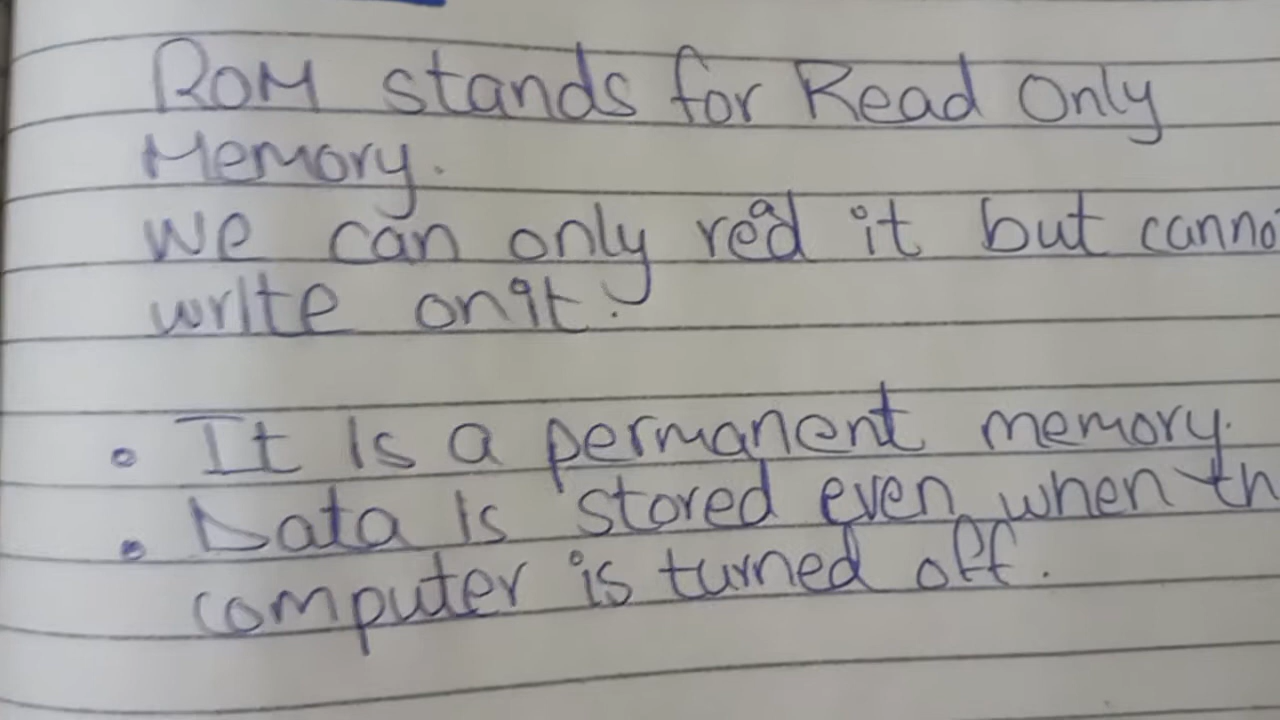 ROM stands for Read Only
Memory.
we can only read it but canno
write on it.
• It Is a permanent memory.
• Data Is stored even when th
computer is turned off.